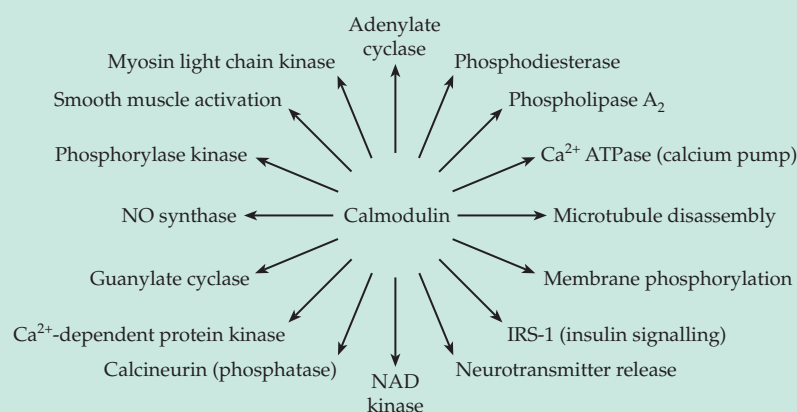 Adenylate
cyclase
Myosin light chain kinase
Phosphodiesterase
Smooth muscle activation
Phospholipase A₂
Phosphorylase kinase
Ca²⁺ ATPase (calcium pump)
NO synthase
Calmodulin
Microtubule disassembly
Guanylate cyclase
Membrane phosphorylation
Ca²⁺-dependent protein kinase
IRS-1 (insulin signalling)
Calcineurin (phosphatase)
NAD
kinase
Neurotransmitter release